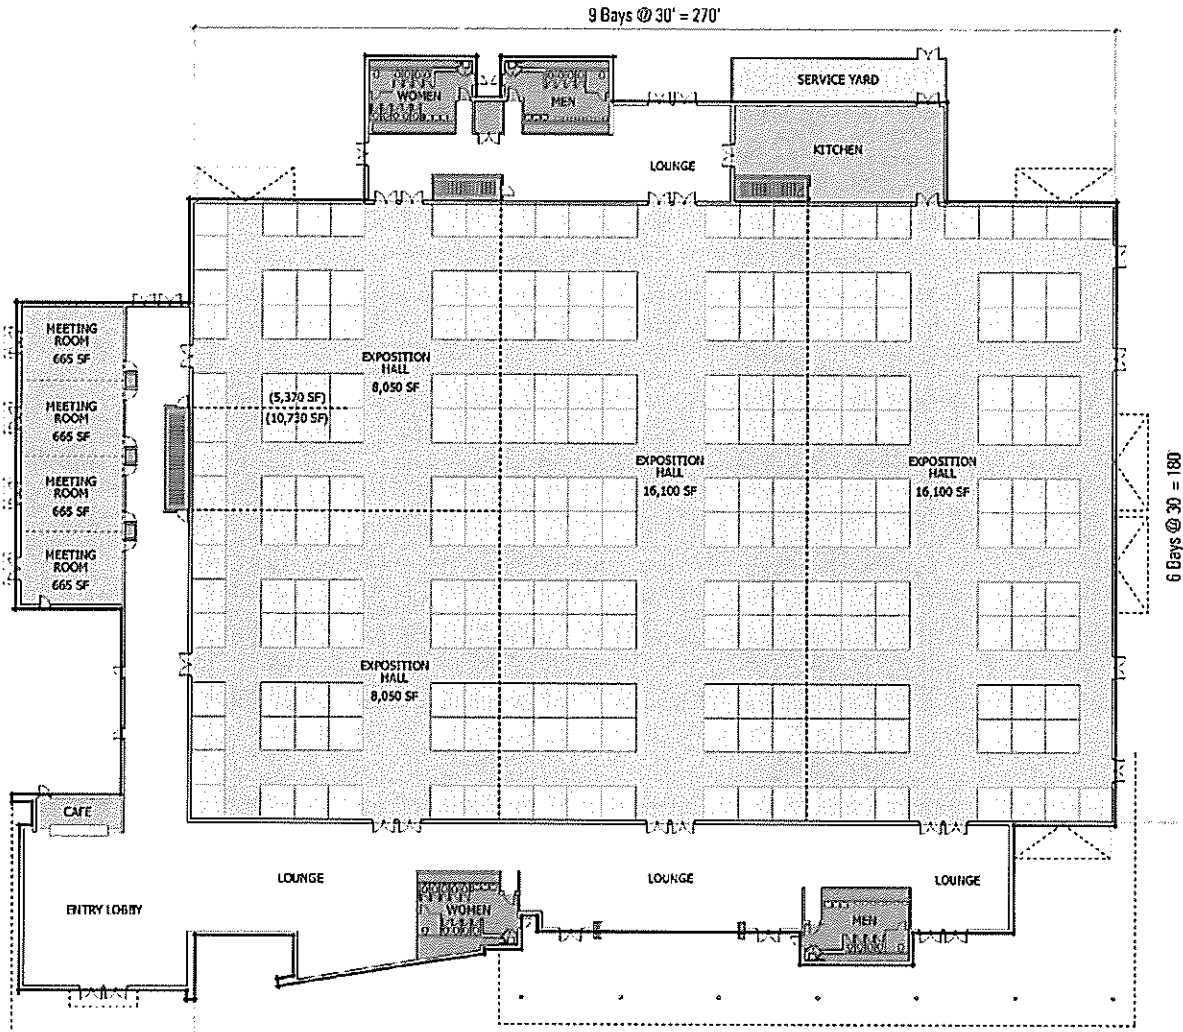 9 Bays @ 30' = 270'
SERVICE YARD
WOMEN
MEN
KITCHEN
LOUNGE
MEETING
ROOM
665 SF
EXPOSITION
HALL
8,050 SF
(5,370 SF)
(10,730 SF)
MEETING
ROOM
665 SF
EXPOSITION
HALL
16,100 SF
EXPOSITION
HALL
16,100 SF
6 Bays @ 30 = 180
MEETING
ROOM
665 SF
MEETING
ROOM
665 SF
EXPOSITION
HALL
8,050 SF
CAFE
LOUNGE
LOUNGE
LOUNGE
ENTRY LOBBY
WOMEN
MEN